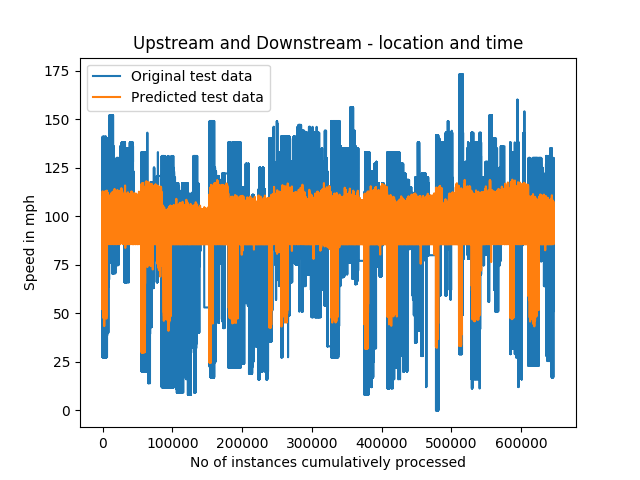 Upstream and Downstream - location and time
Original test data
Predicted test data
175
150
125
100
75
50
25
0
Speed in mph
0 100000 200000 300000 400000 500000 600000
No of instances cumulatively processed